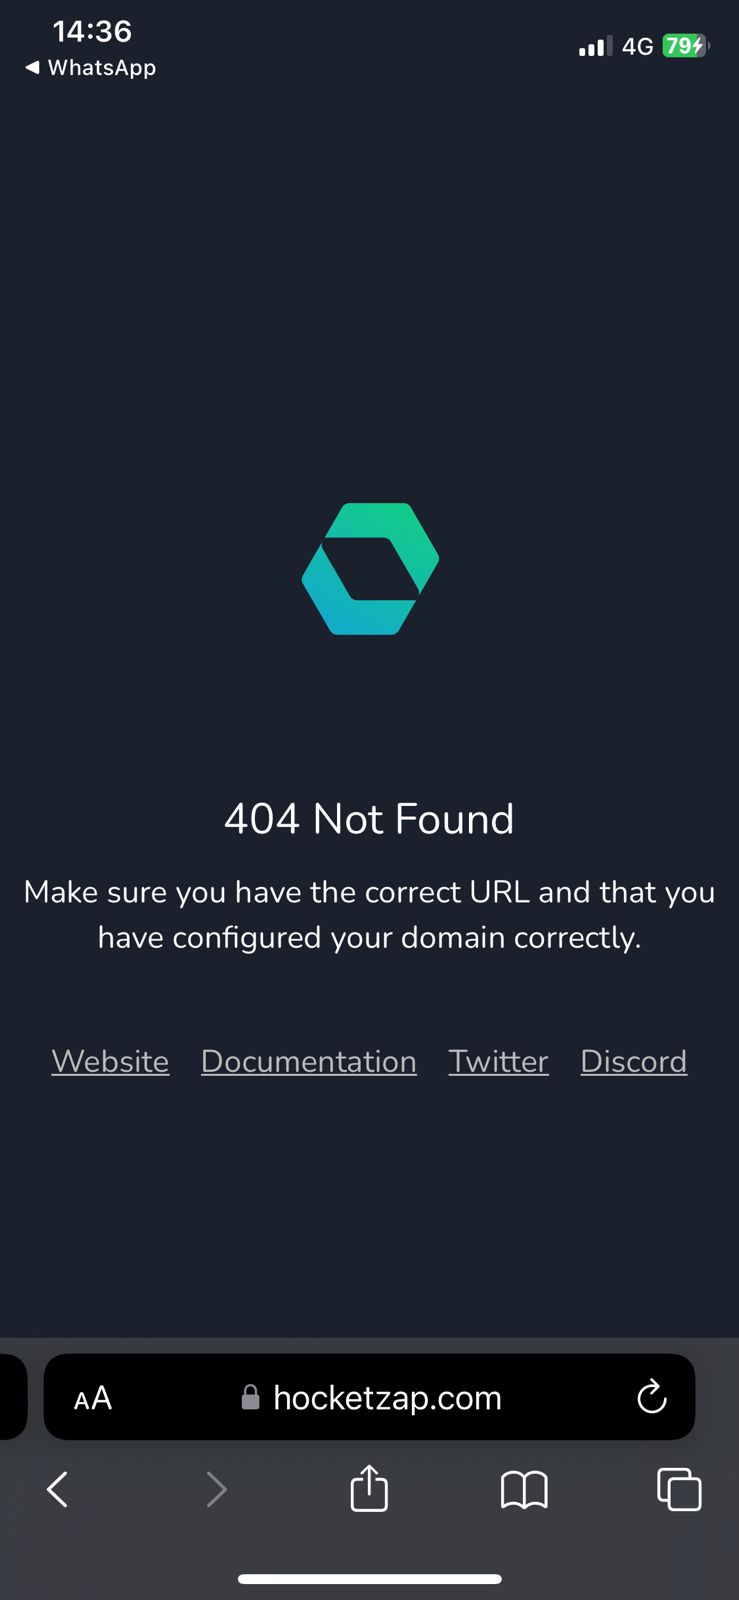 14:36
4G 79
◀ WhatsApp
404 Not Found
Make sure you have the correct URL and that you
have configured your domain correctly.
Website Documentation Twitter Discord
AA hocketzap.com